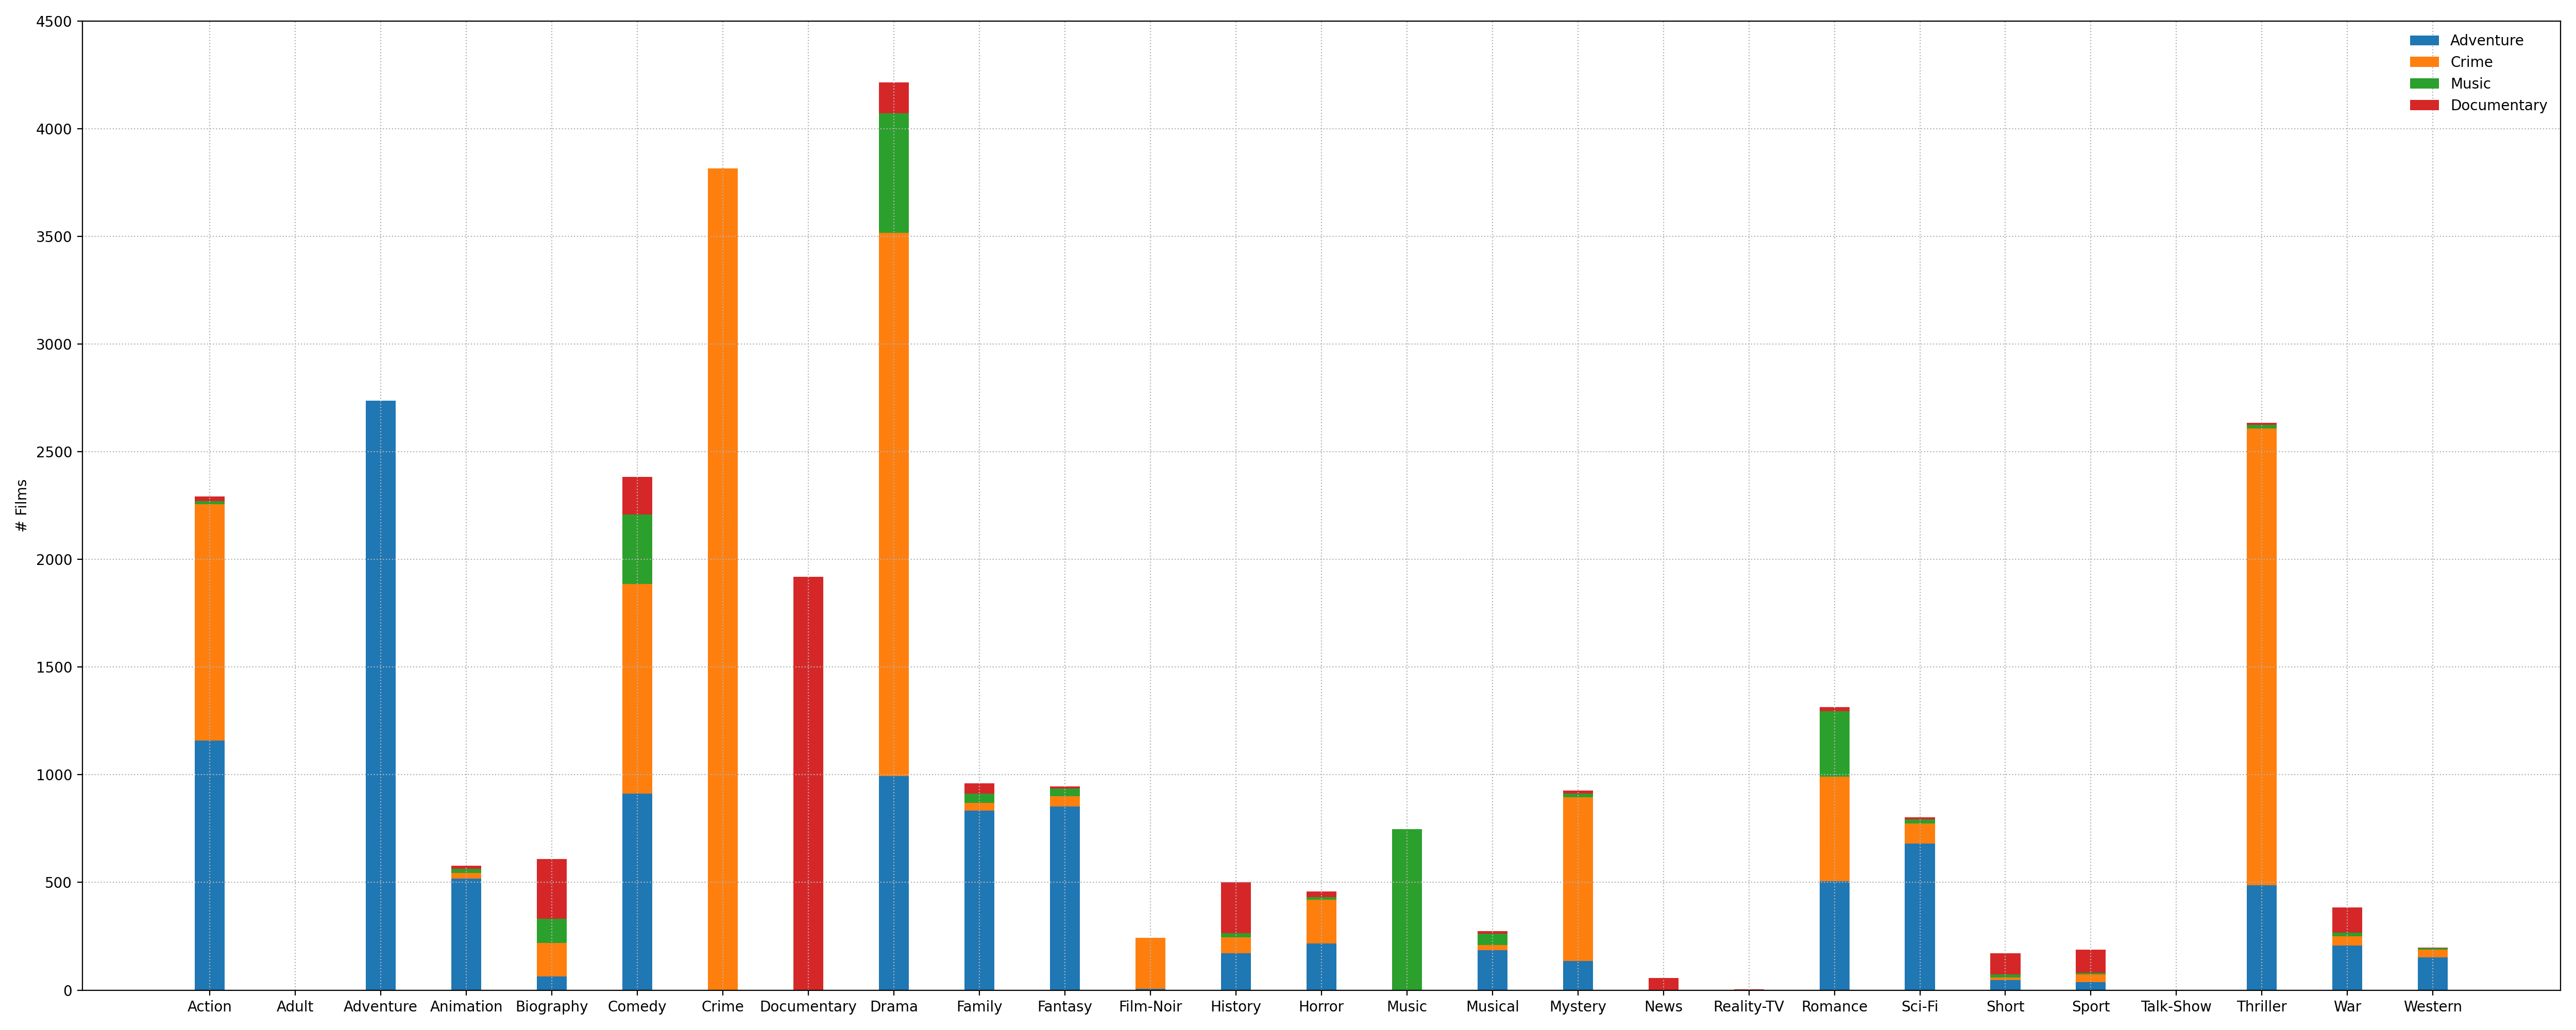 4500
4000
3500
3000
2500
2000
1500
1000
500
0
# Films
Adventure
Crime
Music
Documentary
Action Adult Adventure Animation Biography Comedy Crime Documentary Drama Family Fantasy Film-Noir History Horror Music Musical Mystery News Reality-TV Romance Sci-Fi Short Sport Talk-Show Thriller War Western